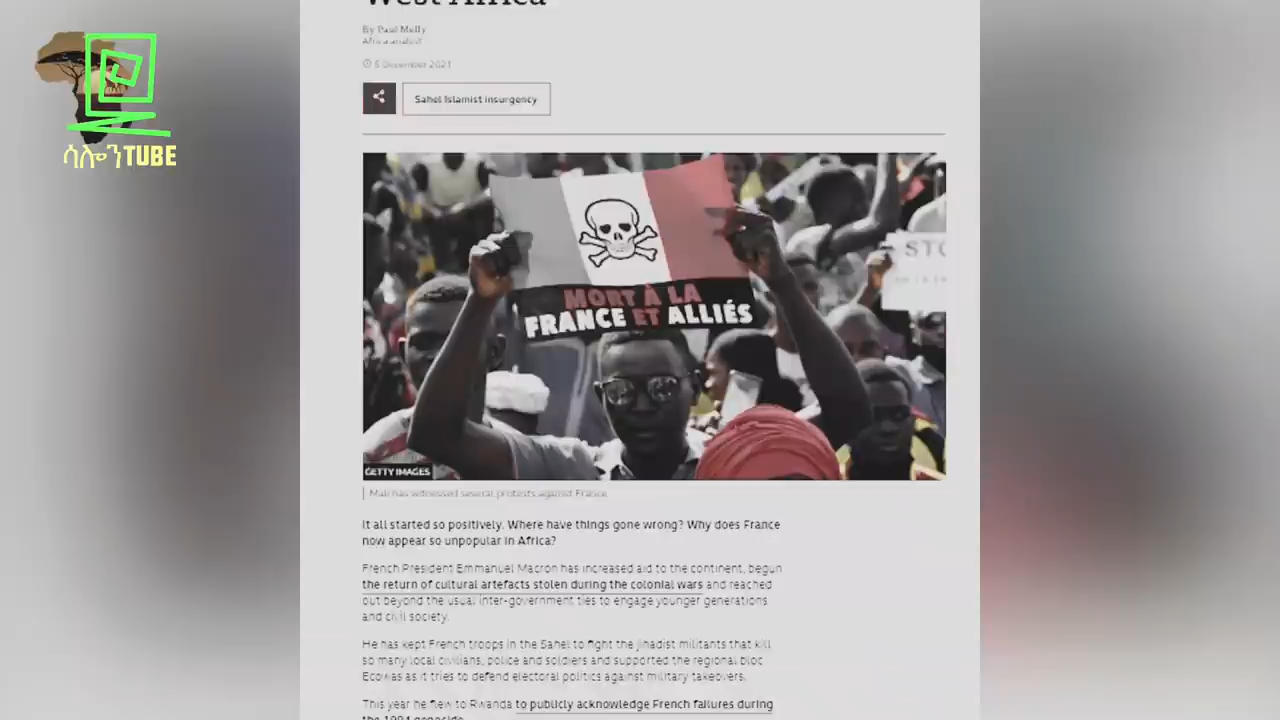 West Africa
By Paul Melly
Africa analyst
5 December 2021
Sahel Islamist insurgency
ሳሎንTUBE
STO
MORT À LA
FRANCE ET ALLIÉS
GETTY IMAGES
Mali has witnessed several protests against France
It all started so positively. Where have things gone wrong? Why does France
now appear so unpopular in Africa?
French President Emmanuel Macron has increased aid to the continent, begun
the return of cultural artefacts stolen during the colonial wars and reached
out beyond the usual inter-government ties to engage younger generations
and civil society.
He has kept French troops in the Sahel to fight the jihadist militants that kill
so many local civilians, police and soldiers and supported the regional bloc
Ecowas as it tries to defend electoral politics against military takeovers.
This year he flew to Rwanda to publicly acknowledge French failures during
the 1994 genocide.